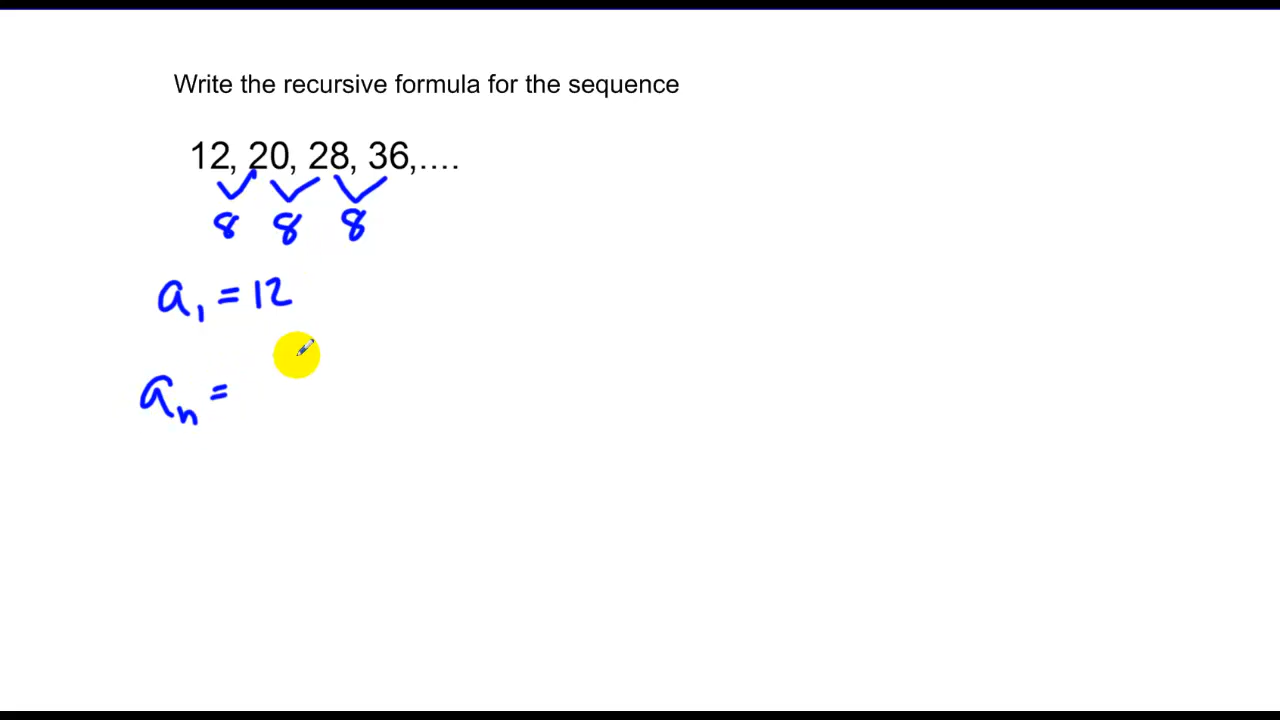 Write the recursive formula for the sequence
12, 20, 28, 36,....
8 8 8
a₁ = 12
aₙ =